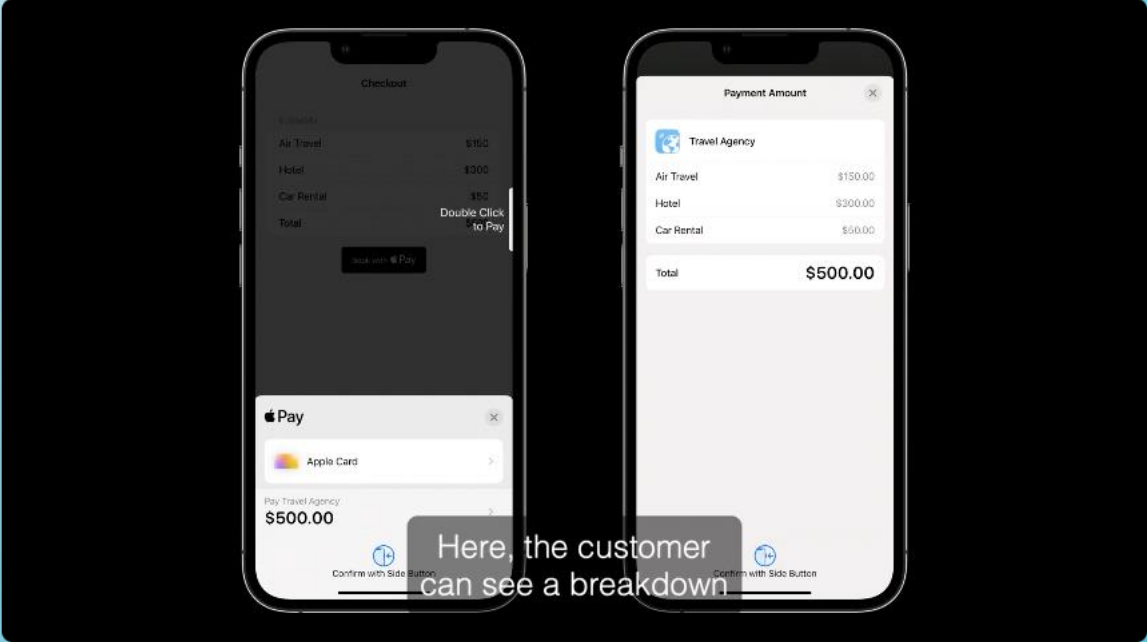 Checkout
Air Travel $150
Hotel $300
Car Rental $50
Total
Double Click
to Pay
Book with Pay
Pay
Apple Card
Pay Travel Agency
$500.00
Confirm with Side Button
Payment Amount
Travel Agency
Air Travel $150.00
Hotel $300.00
Car Rental $50.00
Total $500.00
Confirm with Side Button
Here, the customer
can see a breakdown